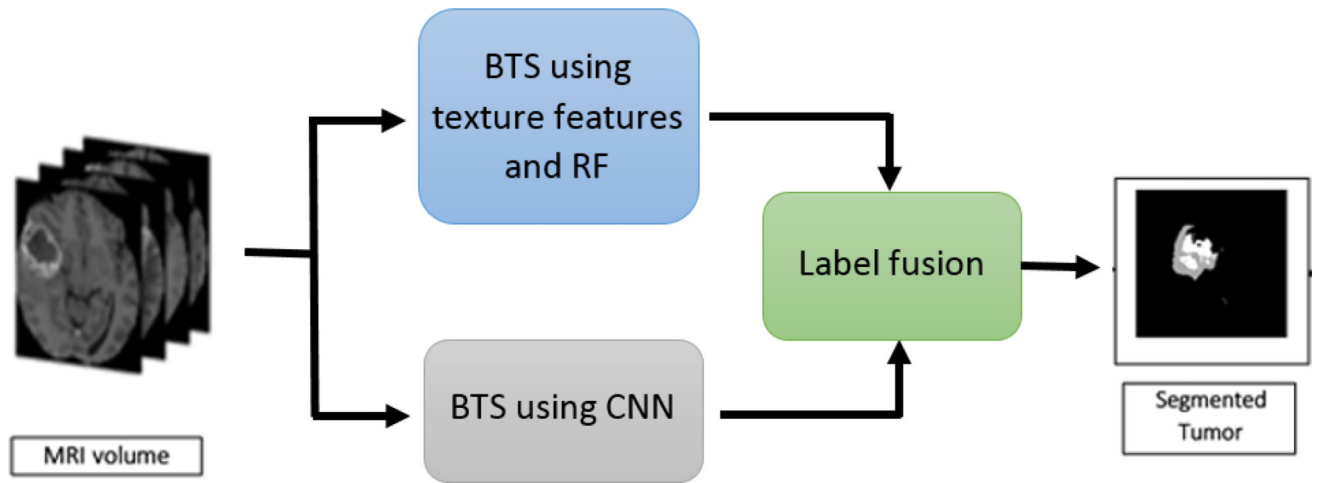 BTS using
texture features
and RF
Label fusion
BTS using CNN
MRI volume
Segmented
Tumor